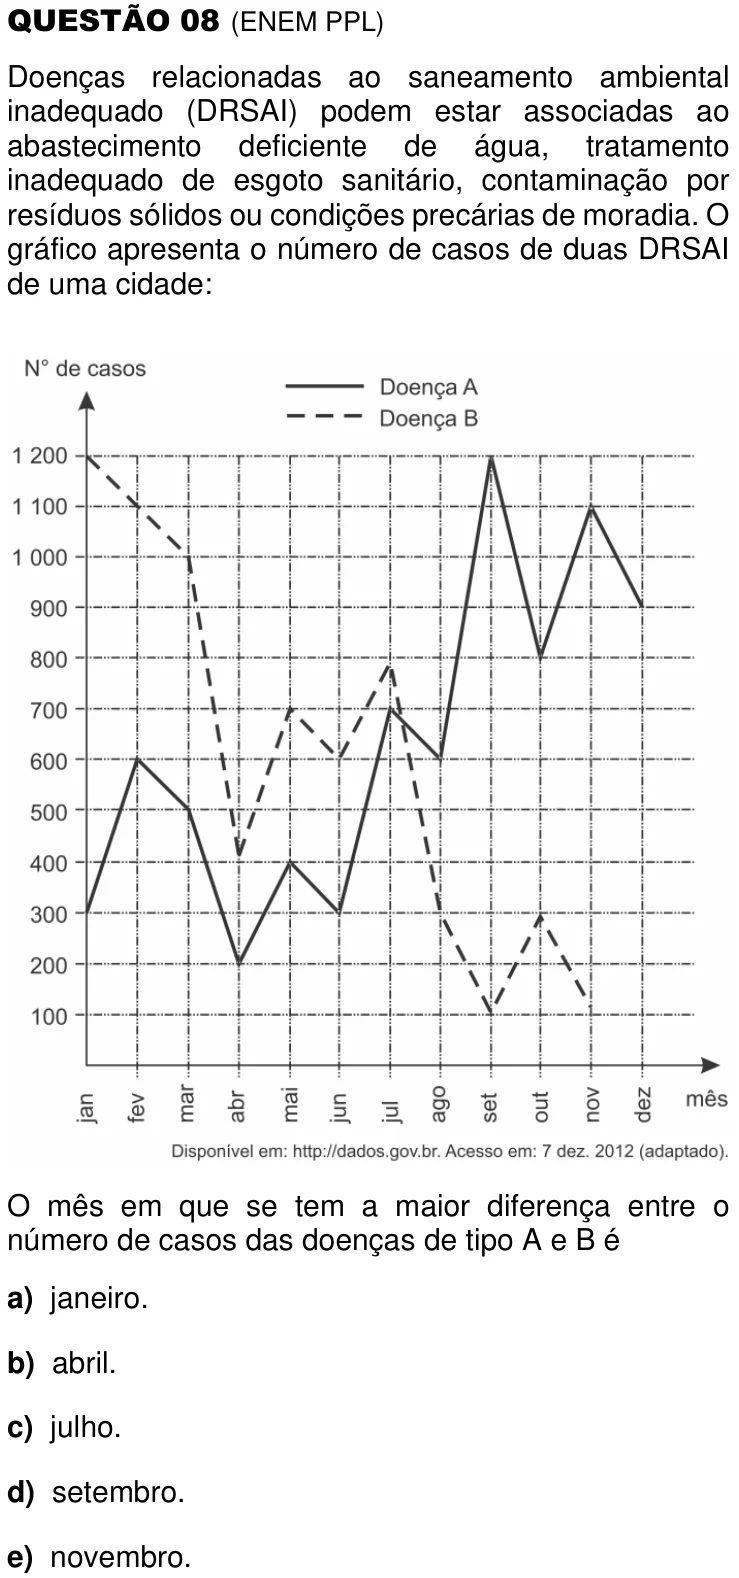 QUESTÃO 08 (ENEM PPL)
Doenças relacionadas ao saneamento ambiental
inadequado (DRSAI) podem estar associadas ao
abastecimento deficiente de água, tratamento
inadequado de esgoto sanitário, contaminação por
resíduos sólidos ou condições precárias de moradia. O
gráfico apresenta o número de casos de duas DRSAI
de uma cidade:
N° de casos
Doença A
Doença B
1 200
1 100
1 000
900
800
700
600
500
400
300
200
100
jan fev mar abr mai jun jul ago set out nov dez mês
Disponível em: http://dados.gov.br. Acesso em: 7 dez. 2012 (adaptado).
O mês em que se tem a maior diferença entre o
número de casos das doenças de tipo A e B é
a) janeiro.
b) abril.
c) julho.
d) setembro.
e) novembro.